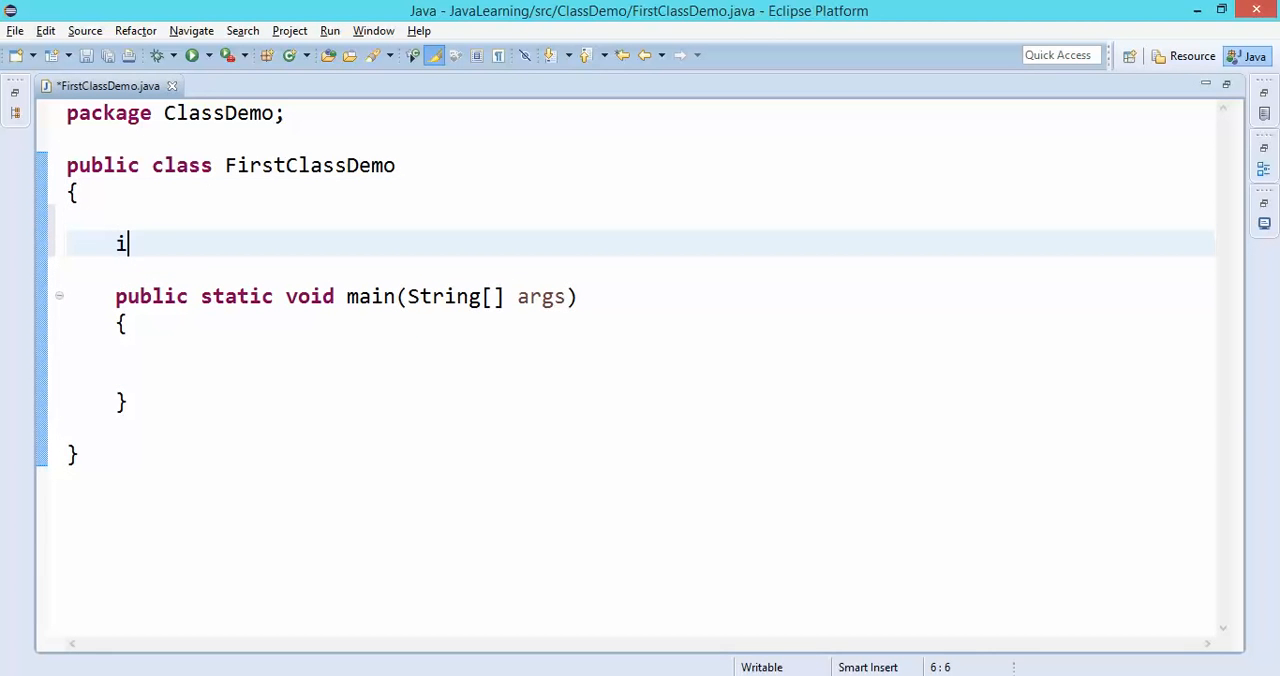 Java - JavaLearning/src/ClassDemo/FirstClassDemo.java - Eclipse Platform
File Edit Source Refactor Navigate Search Project Run Window Help
Quick Access Resource Java
*FirstClassDemo.java
package ClassDemo;
public class FirstClassDemo
{
i
public static void main(String[] args)
{
}
}
Writable Smart Insert 6 : 6